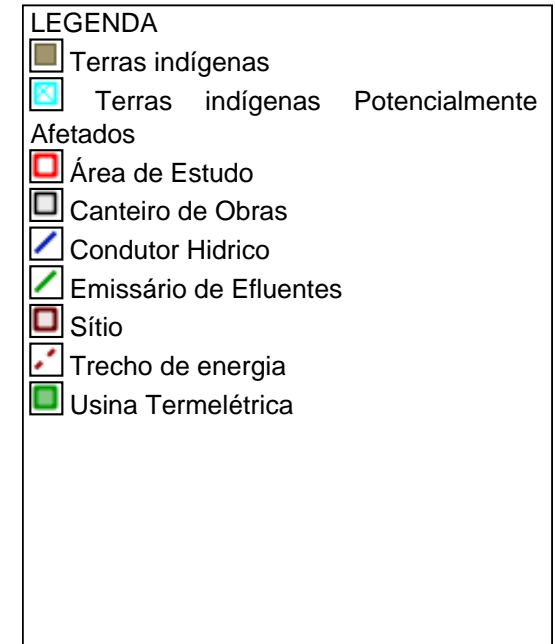 LEGENDA
Terras indígenas
Terras indígenas Potencialmente
Afetados
Área de Estudo
Canteiro de Obras
Condutor Hidrico
Emissário de Efluentes
Sítio
Trecho de energia
Usina Termelétrica